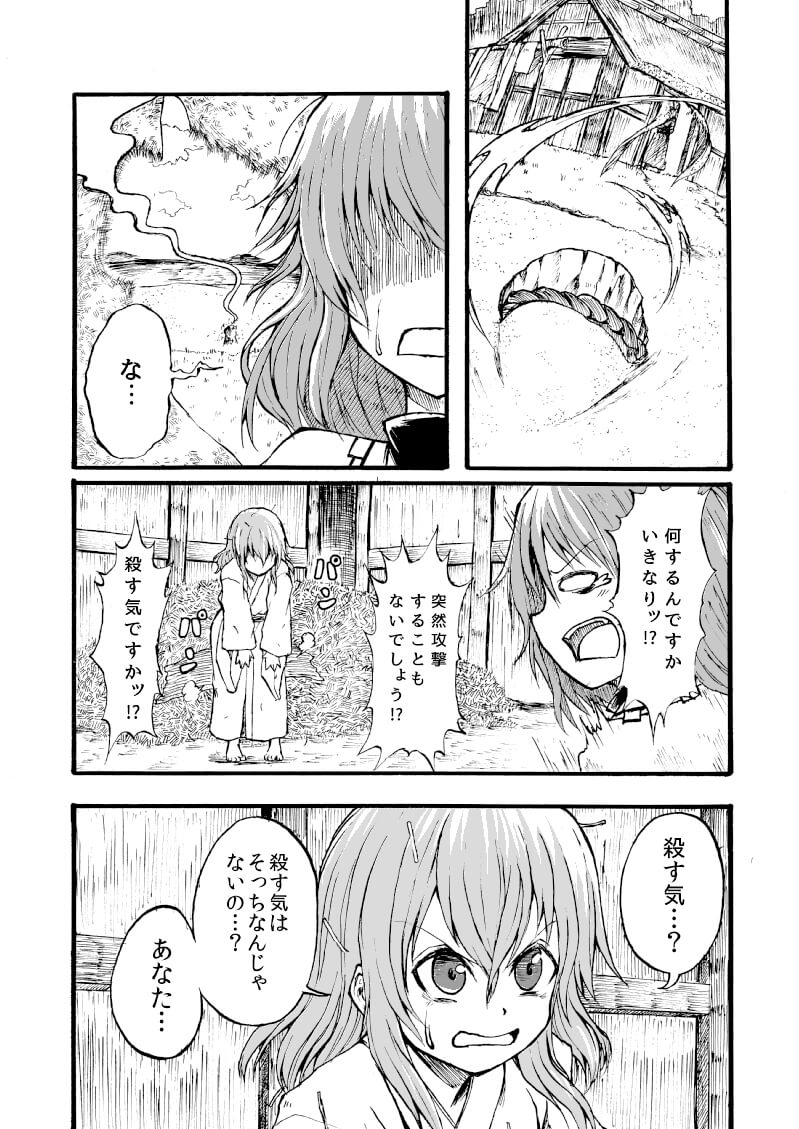 な…
何するんですか
いきなりッ!?
突然攻撃
することも
ないでしょう!?
パン
パン
殺す気ですかッ!?
殺す気…?
殺す気は
そっちなんじゃ
ないの…?
あなた…